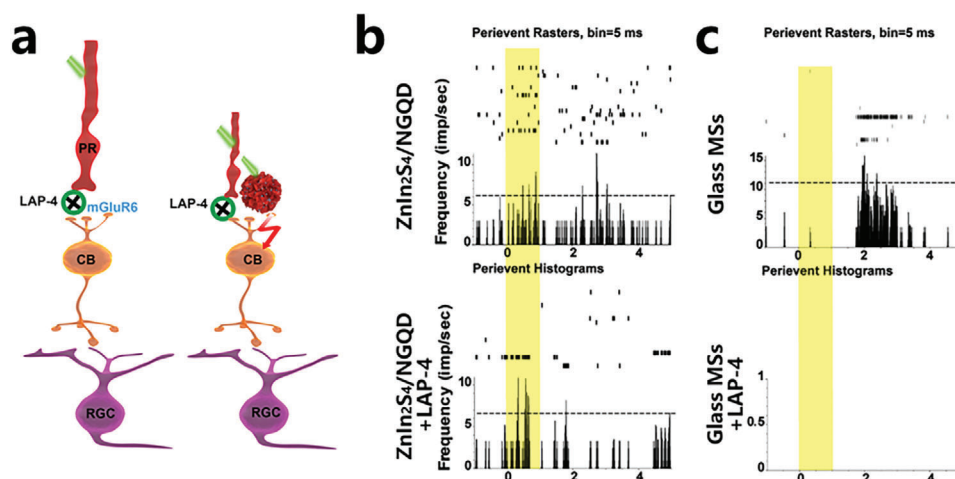 a
PR
LAP-4
mGluR6
CB
RGC
LAP-4
CB
RGC
b
Perievent Rasters, bin=5 ms
ZnIn2S4/NGQD
Frequency (imp/sec)
10
5
0
0 2 4
Perievent Histograms
ZnIn2S4/NGQD
+LAP-4
Frequency (imp/sec)
10
5
0
0 2 4
c
Perievent Rasters, bin=5 ms
Glass MSs
15
10
5
0
0 2 4
Perievent Histograms
Glass MSs
+LAP-4
1
0.5
0
0 2 4